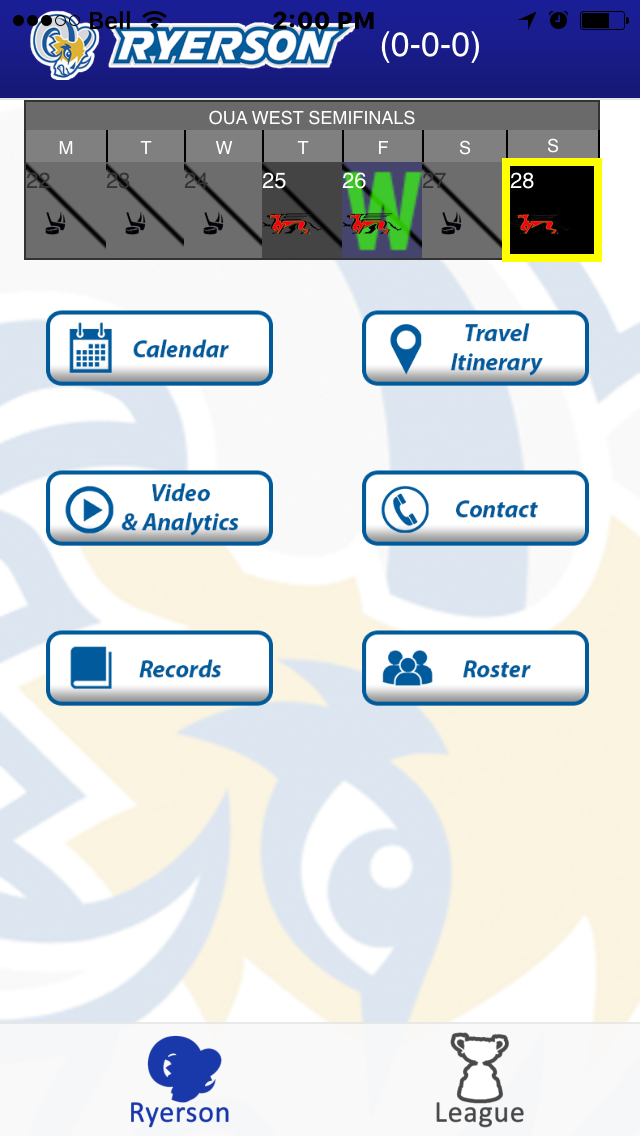 Bell 2:00 PM
RYERSON (0-0-0)
OUA WEST SEMIFINALS
M T W T F S S
22 23 24 25 26 27 28
W
Calendar
Travel
Itinerary
Video
& Analytics
Contact
Records
Roster
Ryerson League